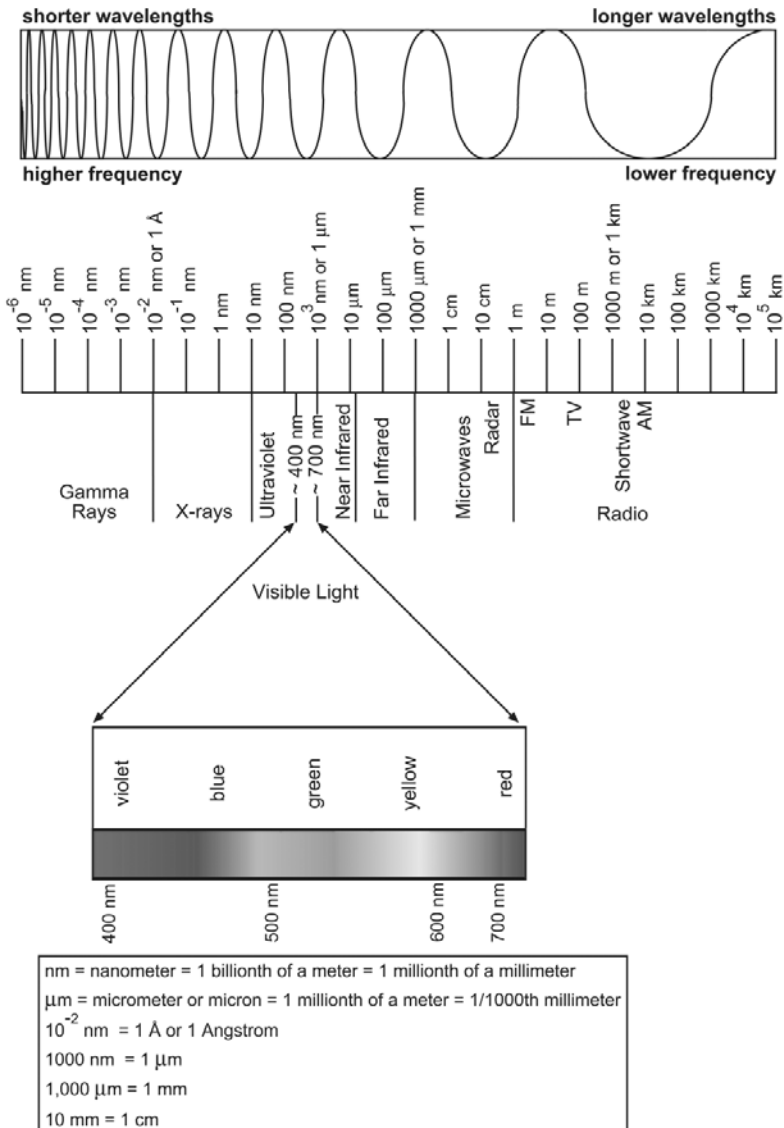 shorter wavelengths longer wavelengths
higher frequency lower frequency
10⁻⁶ nm
10⁻⁵ nm
10⁻⁴ nm
10⁻³ nm
10⁻² nm or 1 Å
10⁻¹ nm
1 nm
10 nm
100 nm
10³ nm or 1 μm
10 μm
100 μm
1000 μm or 1 mm
1 cm
10 cm
1 m
10 m
100 m
1000 m or 1 km
10 km
100 km
1000 km
10⁴ km
10⁵ km
Gamma
Rays
X-rays
Ultraviolet
~ 400 nm
~ 700 nm
Near Infrared
Far Infrared
Microwaves
Radar
FM
TV
Shortwave
AM
Radio
Visible Light
violet
blue
green
yellow
red
400 nm
500 nm
600 nm
700 nm
nm = nanometer = 1 billionth of a meter = 1 millionth of a millimeter
μm = micrometer or micron = 1 millionth of a meter = 1/1000th millimeter
10⁻² nm = 1 Å or 1 Angstrom
1000 nm = 1 μm
1,000 μm = 1 mm
10 mm = 1 cm